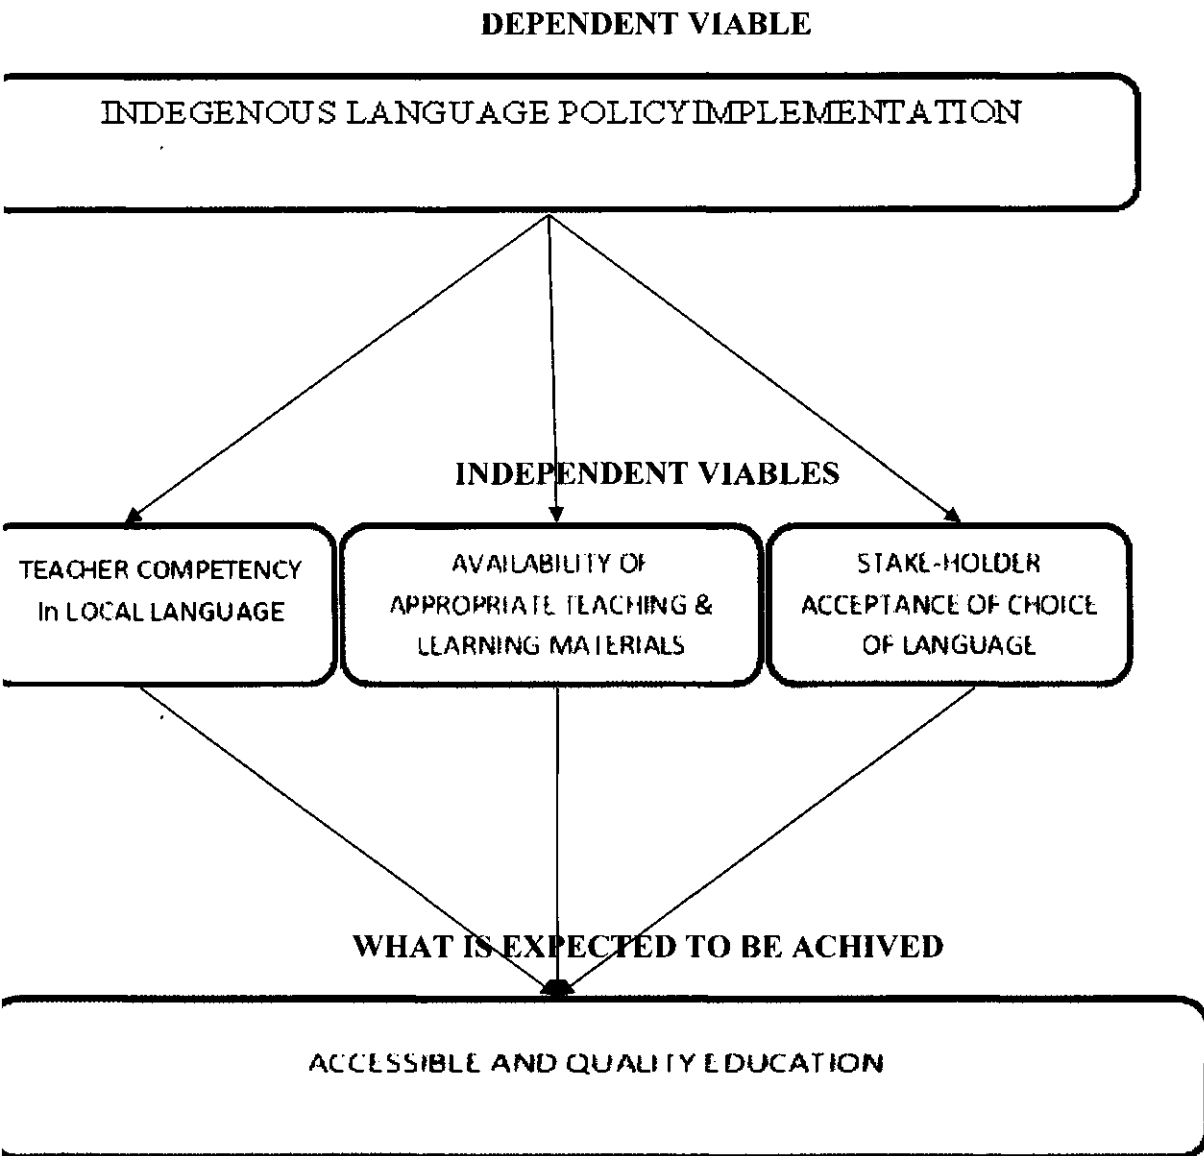 DEPENDENT VIABLE
INDEGENOUS LANGUAGE POLICYIMPLEMENTATION
INDEPENDENT VIABLES
TEACHER COMPETENCY
In LOCAL LANGUAGE
AVAILABILITY OF
APPROPRIATE TEACHING &
LEARNING MATERIALS
STAKE-HOLDER
ACCEPTANCE OF CHOICE
OF LANGUAGE
WHAT IS EXPECTED TO BE ACHIVED
ACCESSIBLE AND QUALITY EDUCATION